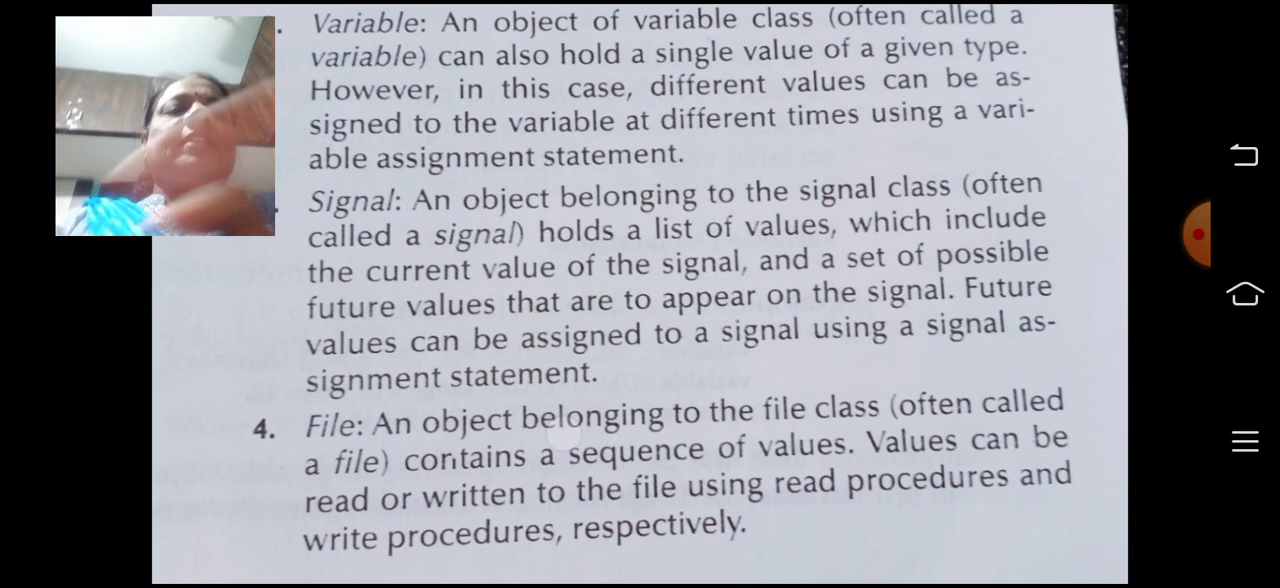 . Variable: An object of variable class (often called a
variable) can also hold a single value of a given type.
However, in this case, different values can be as-
signed to the variable at different times using a vari-
able assignment statement.
. Signal: An object belonging to the signal class (often
called a signal) holds a list of values, which include
the current value of the signal, and a set of possible
future values that are to appear on the signal. Future
values can be assigned to a signal using a signal as-
signment statement.
4. File: An object belonging to the file class (often called
a file) contains a sequence of values. Values can be
read or written to the file using read procedures and
write procedures, respectively.